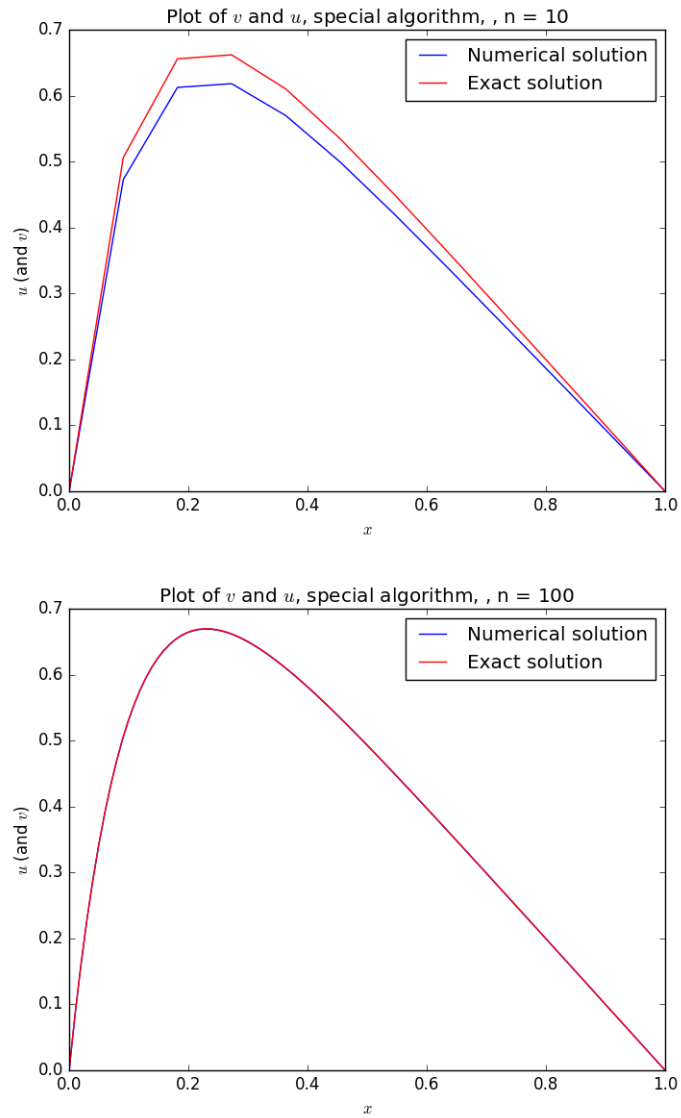 Plot of v and u, special algorithm, , n = 10
0.7
0.6
0.5
0.4
0.3
0.2
0.1
0.0
u (and v)
Numerical solution
Exact solution
0.0 0.2 0.4 0.6 0.8 1.0
x
Plot of v and u, special algorithm, , n = 100
0.7
0.6
0.5
0.4
0.3
0.2
0.1
0.0
u (and v)
Numerical solution
Exact solution
0.0 0.2 0.4 0.6 0.8 1.0
x